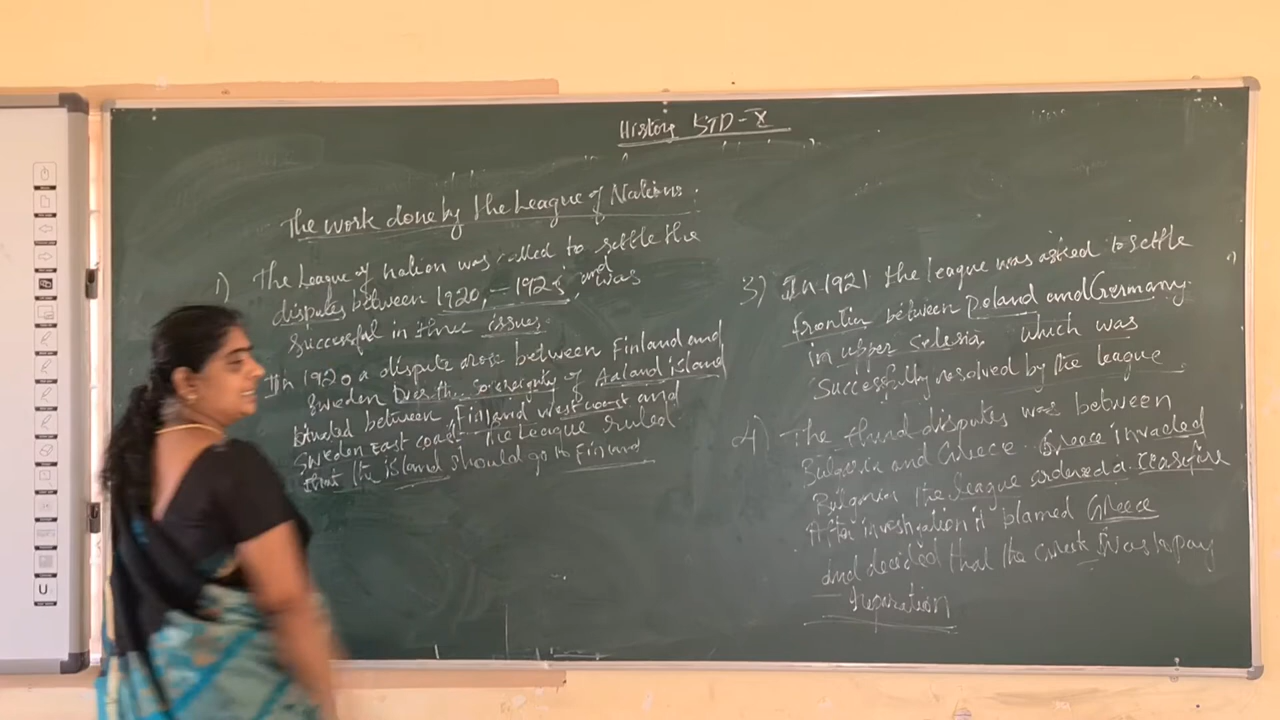 History STD-X
The work done by the League of Nations.
1) The League of nation was called to settle the
disputes between 1920, - 1925, and was
successful in three issues.
In 1920 a dispute arose between Finland and
Sweden Over the sovereignty of Aaland island
situated between Finland west coast and
Sweden East coast The League ruled
that the island should go to Finland
3) In 1921 the league was asked to settle
frontier between Poland and Germany.
in upper selesia which was
Successfully resolved by the league.
4) The third disputes was between
Bulgaria and Greece. Greece invaded
Bulgaria the league ordered a ceasefire
After investigation it blamed Greece
and decided that the Greek was to pay
reparation
U